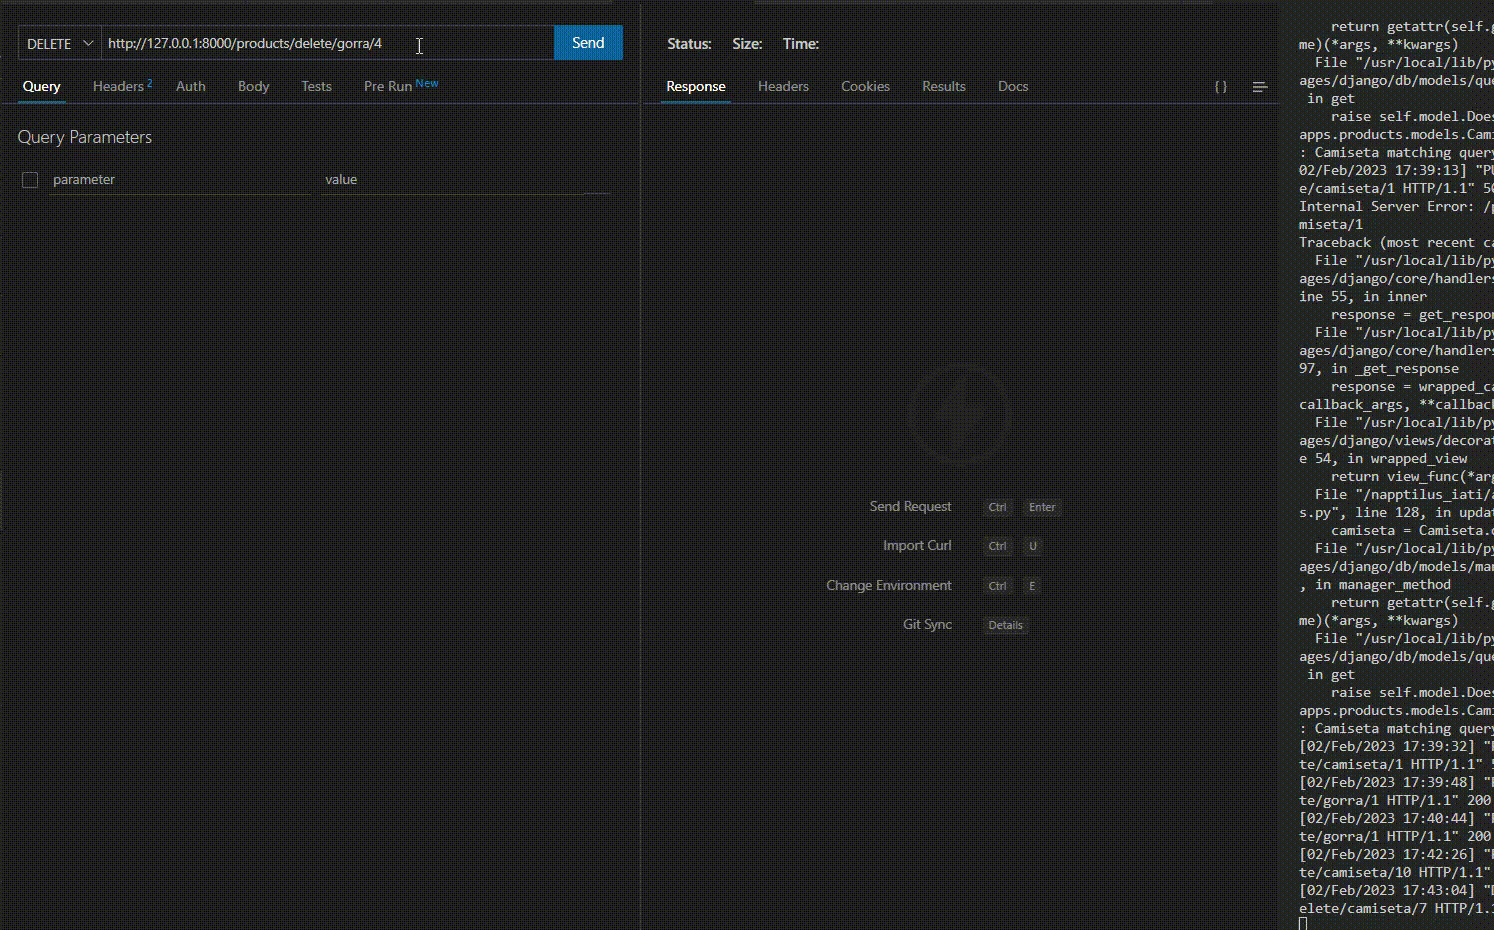 DELETE http://127.0.0.1:8000/products/delete/gorra/4 Send
Query Headers 2 Auth Body Tests Pre Run New
Query Parameters
parameter value
Status: Size: Time:
Response Headers Cookies Results Docs { }
Send Request Ctrl Enter
Import Curl Ctrl U
Change Environment Ctrl E
Git Sync Details
return getattr(self.g
me)(*args, **kwargs)
File "/usr/local/lib/py
ages/django/db/models/que
in get
raise self.model.Does
apps.products.models.Cami
: Camiseta matching query
02/Feb/2023 17:39:13] "PU
e/camiseta/1 HTTP/1.1" 50
Internal Server Error: /p
miseta/1
Traceback (most recent ca
File "/usr/local/lib/py
ages/django/core/handlers
ine 55, in inner
response = get_respon
File "/usr/local/lib/py
ages/django/core/handlers
97, in _get_response
response = wrapped_ca
callback_args, **callback
File "/usr/local/lib/py
ages/django/views/decorat
e 54, in wrapped_view
return view_func(*arg
File "/napptilus_iati/a
s.py", line 128, in updat
camiseta = Camiseta.o
File "/usr/local/lib/py
ages/django/db/models/man
, in manager_method
return getattr(self.g
me)(*args, **kwargs)
File "/usr/local/lib/py
ages/django/db/models/que
in get
raise self.model.Does
apps.products.models.Cami
: Camiseta matching query
[02/Feb/2023 17:39:32] "P
te/camiseta/1 HTTP/1.1" 5
[02/Feb/2023 17:39:48] "P
te/gorra/1 HTTP/1.1" 200
[02/Feb/2023 17:40:44] "P
te/gorra/1 HTTP/1.1" 200
[02/Feb/2023 17:42:26] "P
te/camiseta/10 HTTP/1.1"
[02/Feb/2023 17:43:04] "D
elete/camiseta/7 HTTP/1.1